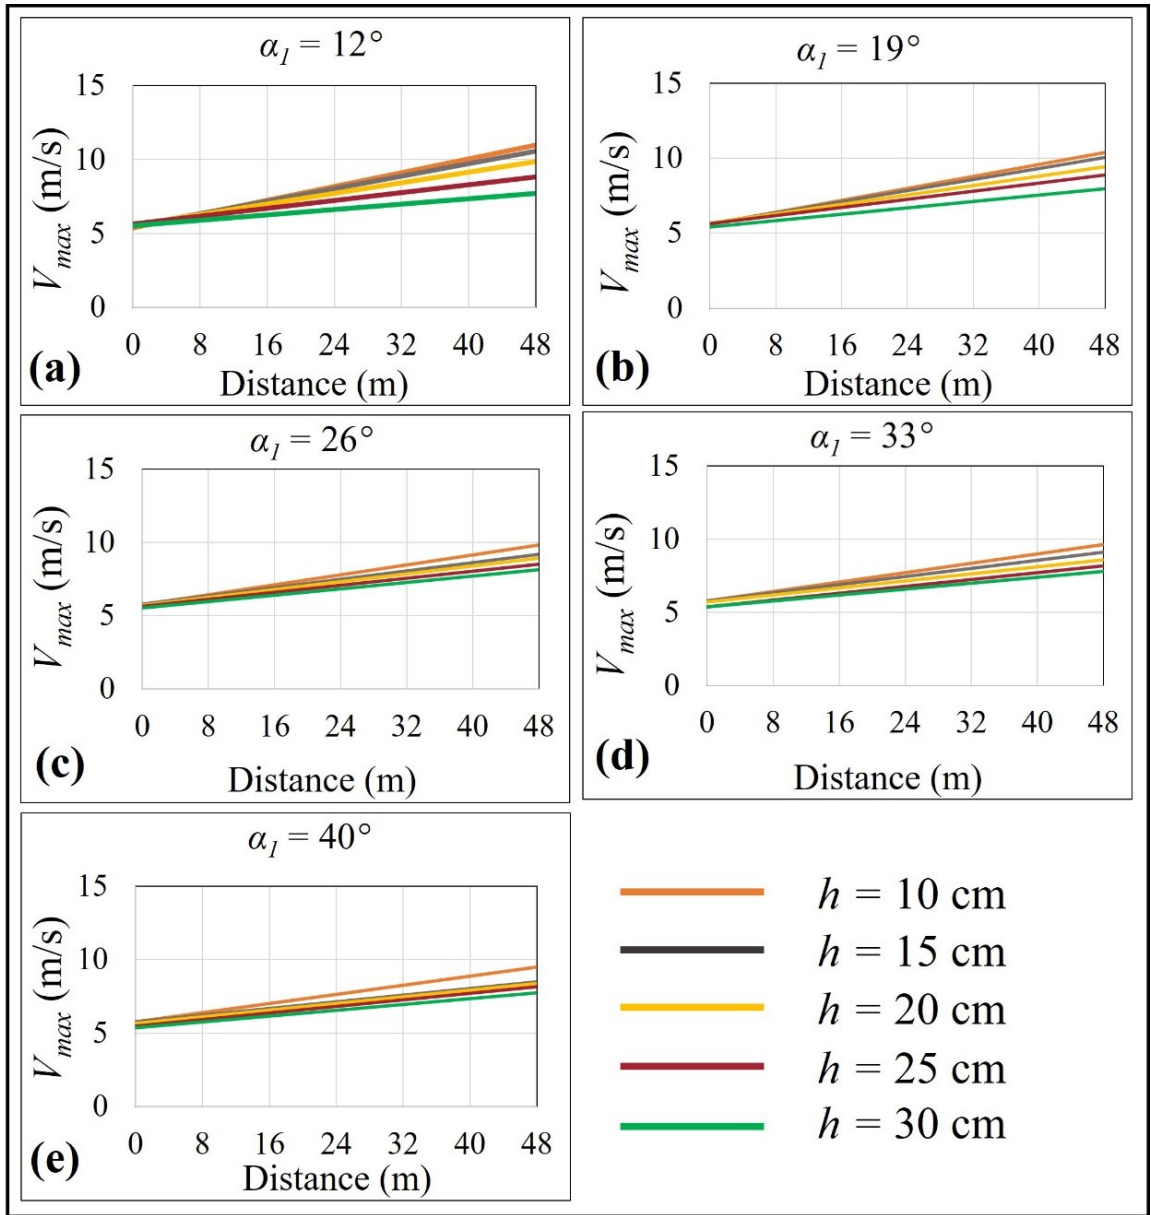 α1 = 12°
15
10
5
0
Vmax (m/s)
0 8 16 24 32 40 48
Distance (m)
(a)
α1 = 19°
15
10
5
0
Vmax (m/s)
0 8 16 24 32 40 48
Distance (m)
(b)
α1 = 26°
15
10
5
0
Vmax (m/s)
0 8 16 24 32 40 48
Distance (m)
(c)
α1 = 33°
15
10
5
0
Vmax (m/s)
0 8 16 24 32 40 48
Distance (m)
(d)
α1 = 40°
15
10
5
0
Vmax (m/s)
0 8 16 24 32 40 48
Distance (m)
(e)
h = 10 cm
h = 15 cm
h = 20 cm
h = 25 cm
h = 30 cm